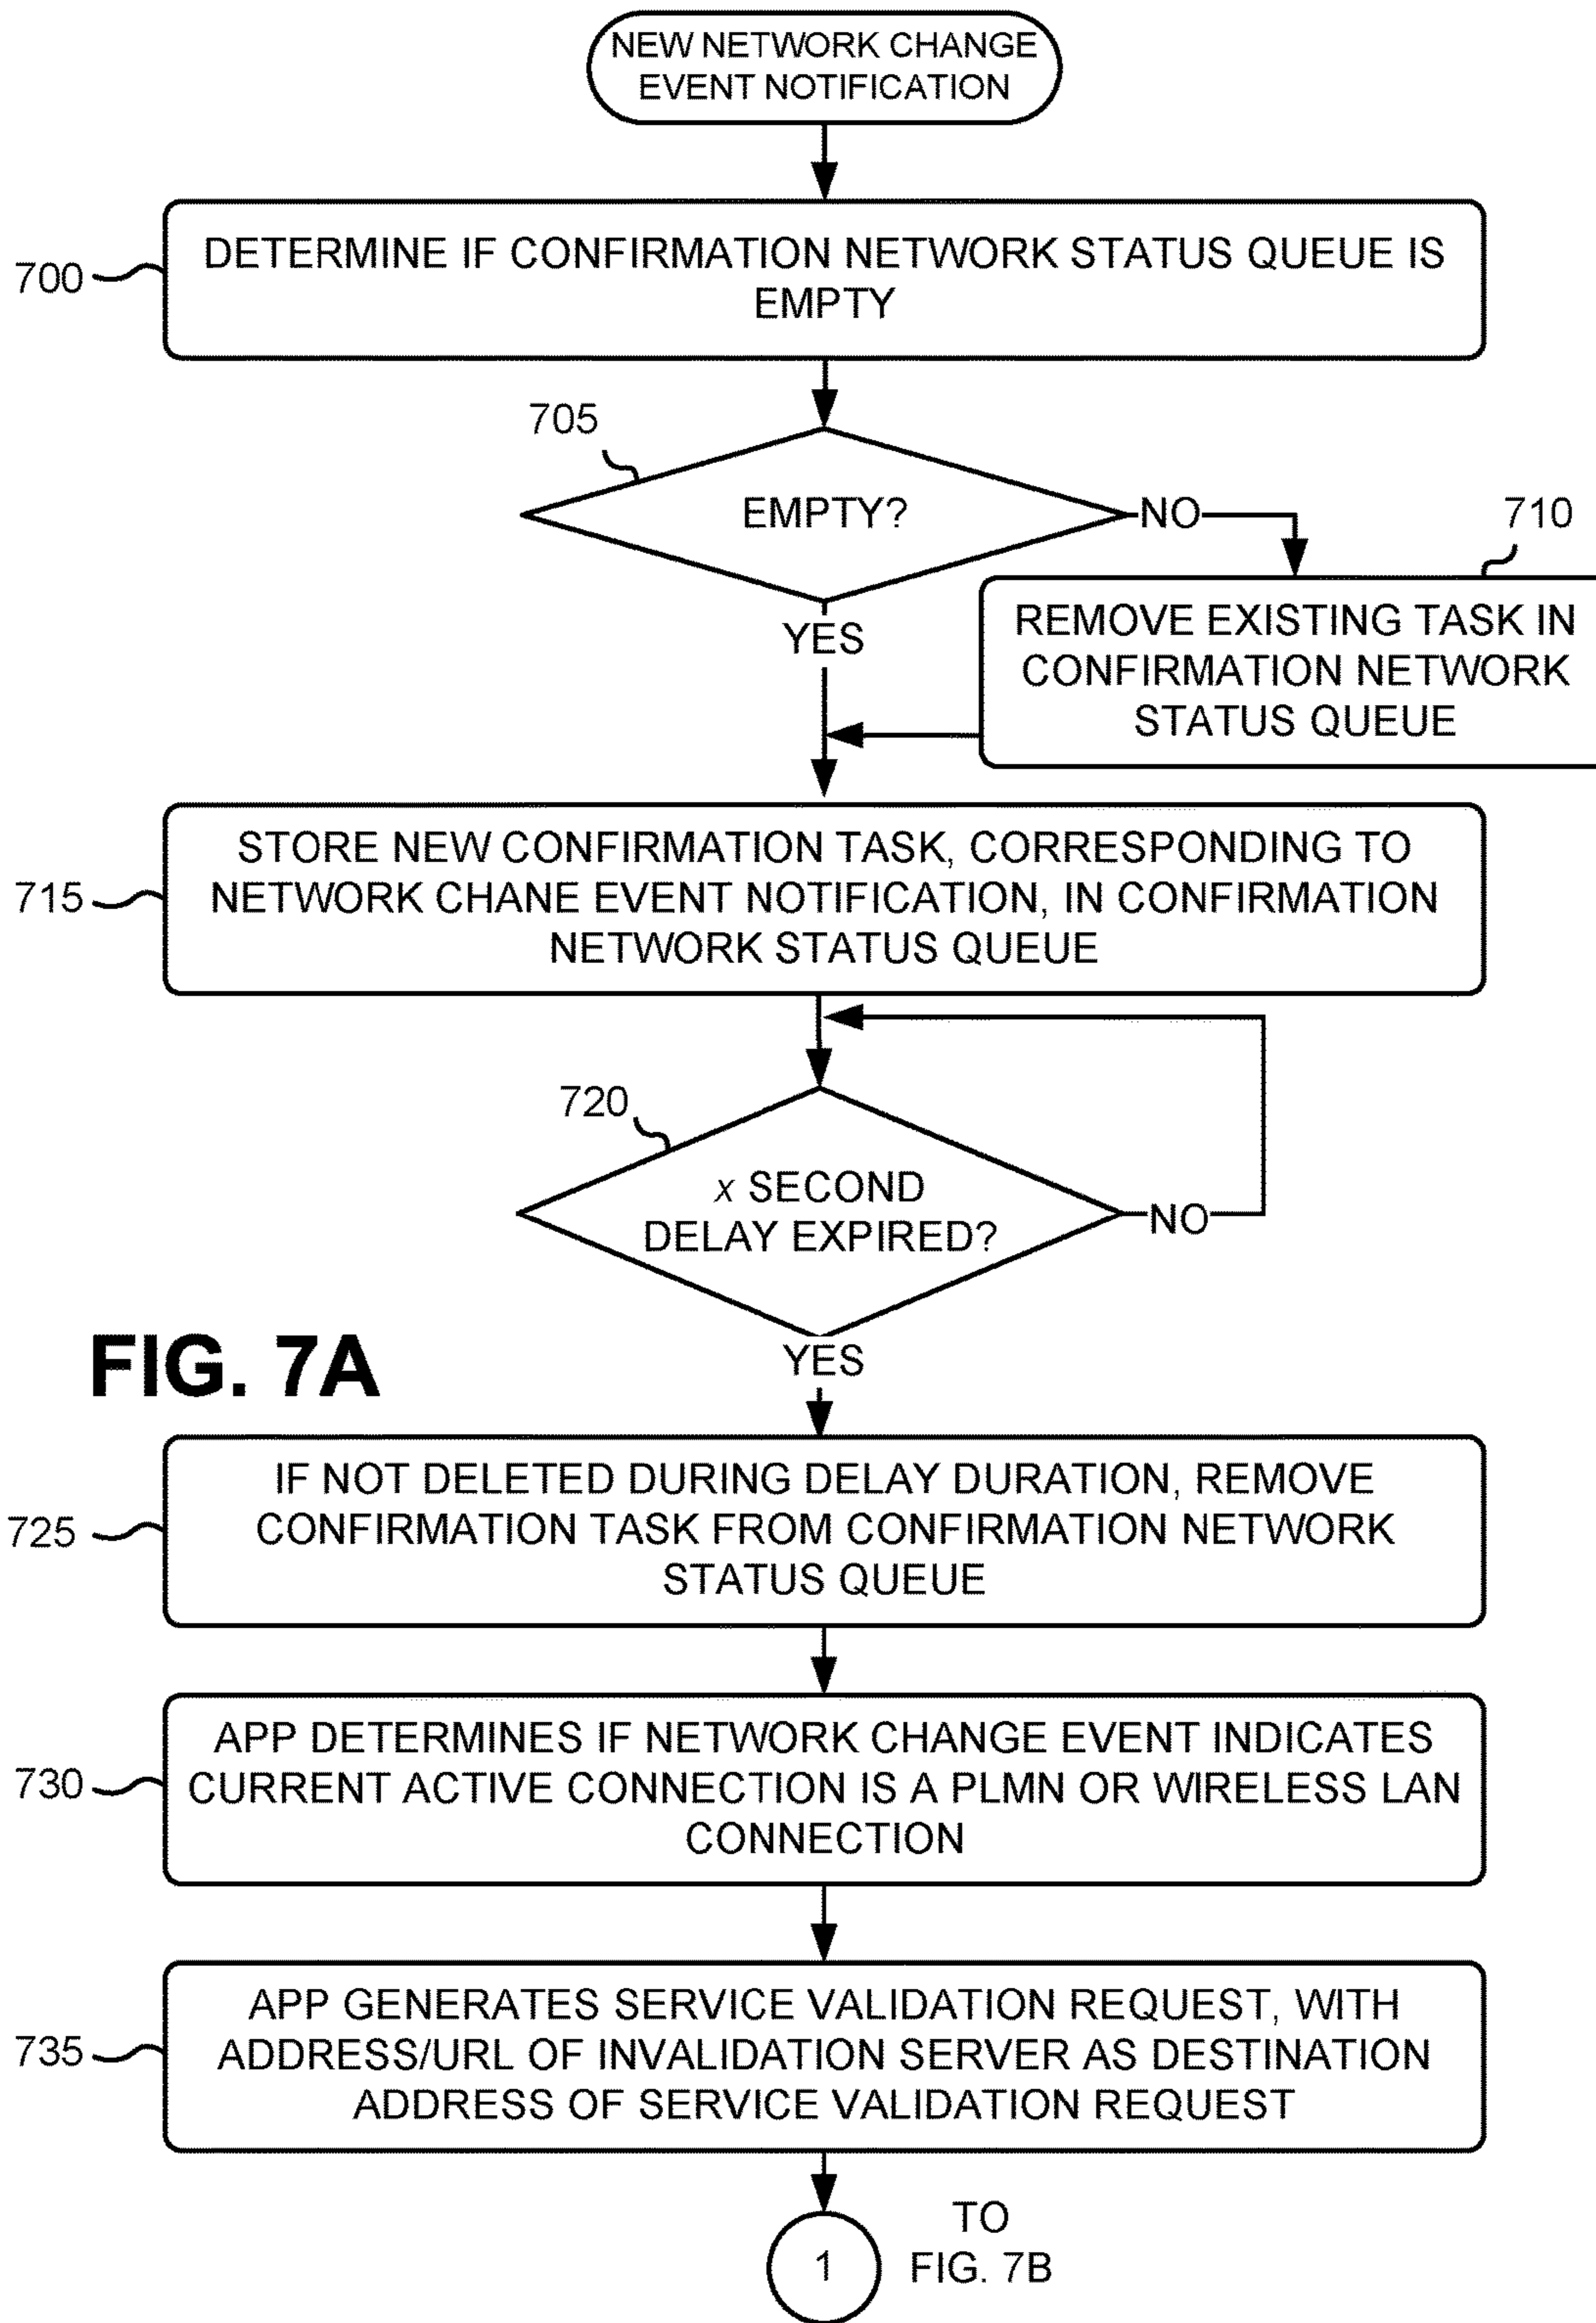 NEW NETWORK CHANGE
EVENT NOTIFICATION
700
DETERMINE IF CONFIRMATION NETWORK STATUS QUEUE IS
EMPTY
705
EMPTY?
NO
710
YES
REMOVE EXISTING TASK IN
CONFIRMATION NETWORK
STATUS QUEUE
715
STORE NEW CONFIRMATION TASK, CORRESPONDING TO
NETWORK CHANE EVENT NOTIFICATION, IN CONFIRMATION
NETWORK STATUS QUEUE
720
x SECOND
DELAY EXPIRED?
NO
YES
FIG. 7A
725
IF NOT DELETED DURING DELAY DURATION, REMOVE
CONFIRMATION TASK FROM CONFIRMATION NETWORK
STATUS QUEUE
730
APP DETERMINES IF NETWORK CHANGE EVENT INDICATES
CURRENT ACTIVE CONNECTION IS A PLMN OR WIRELESS LAN
CONNECTION
735
APP GENERATES SERVICE VALIDATION REQUEST, WITH
ADDRESS/URL OF INVALIDATION SERVER AS DESTINATION
ADDRESS OF SERVICE VALIDATION REQUEST
1
TO
FIG. 7B